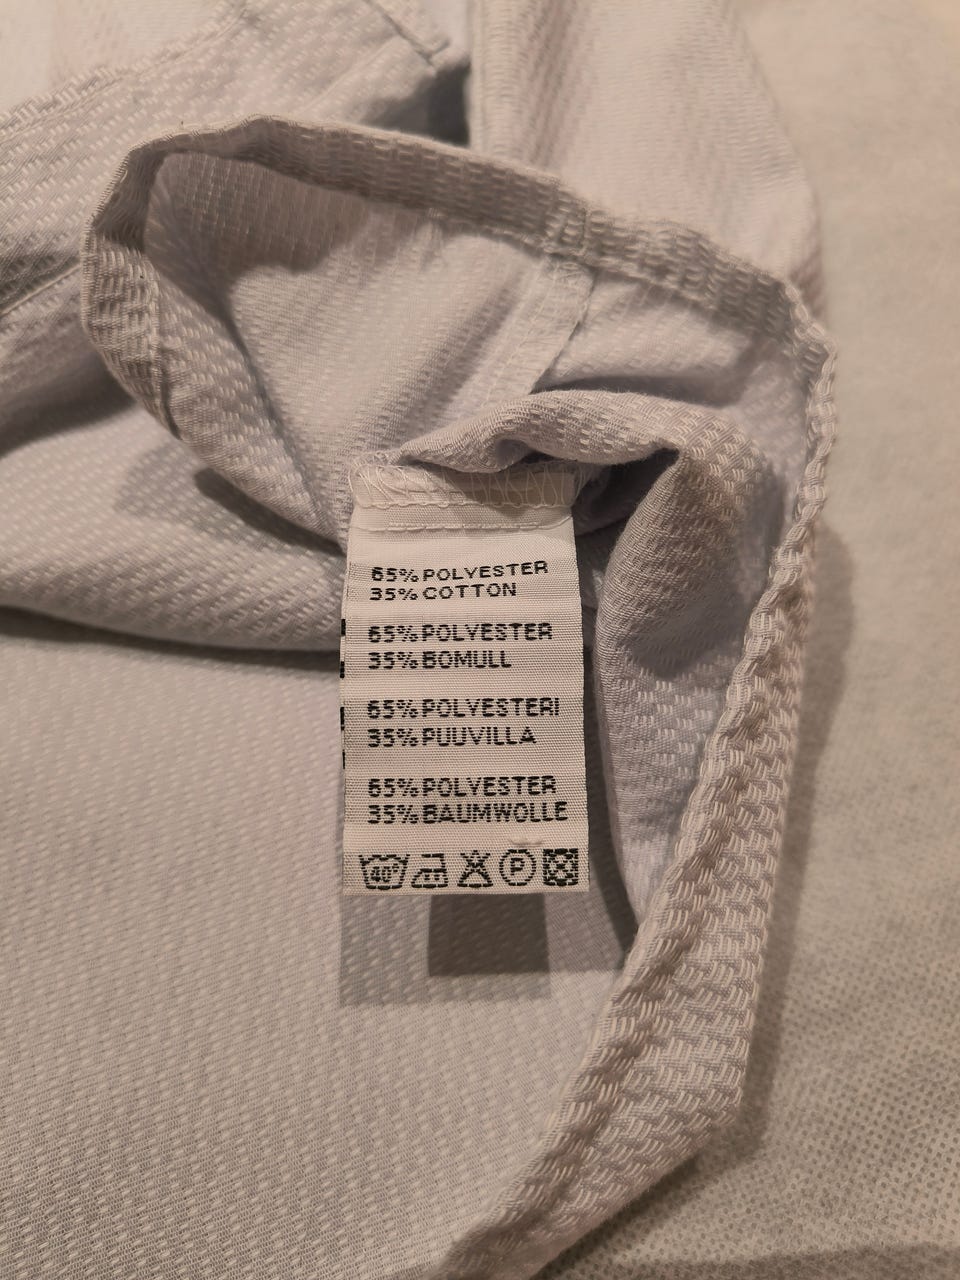 65% POLYESTER
35% COTTON
65% POLYESTER
35% BOMULL
65% POLYESTERI
35% PUUVILLA
65% POLYESTER
35% BAUMWOLLE
40° P